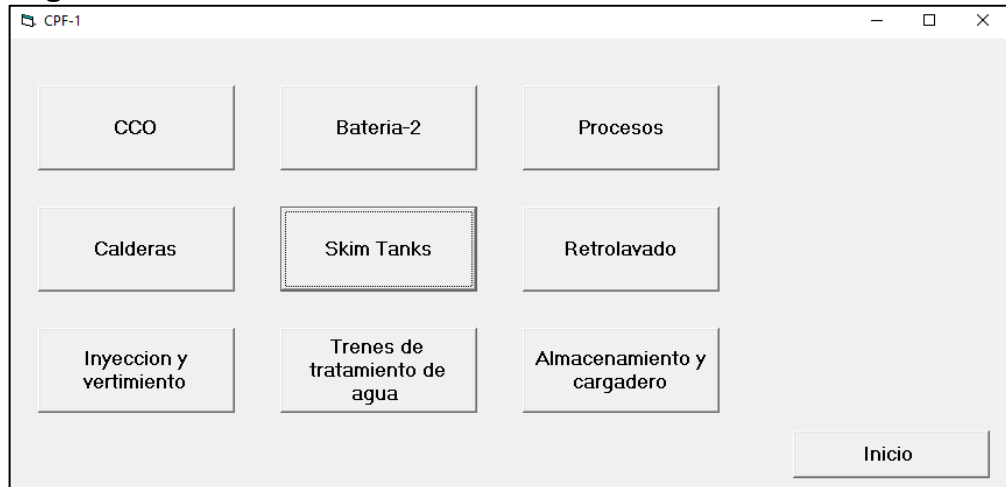 CPF-1
CCO
Bateria-2
Procesos
Calderas
Skim Tanks
Retrolavado
Inyeccion y
vertimiento
Trenes de
tratamiento de
agua
Almacenamiento y
cargadero
Inicio